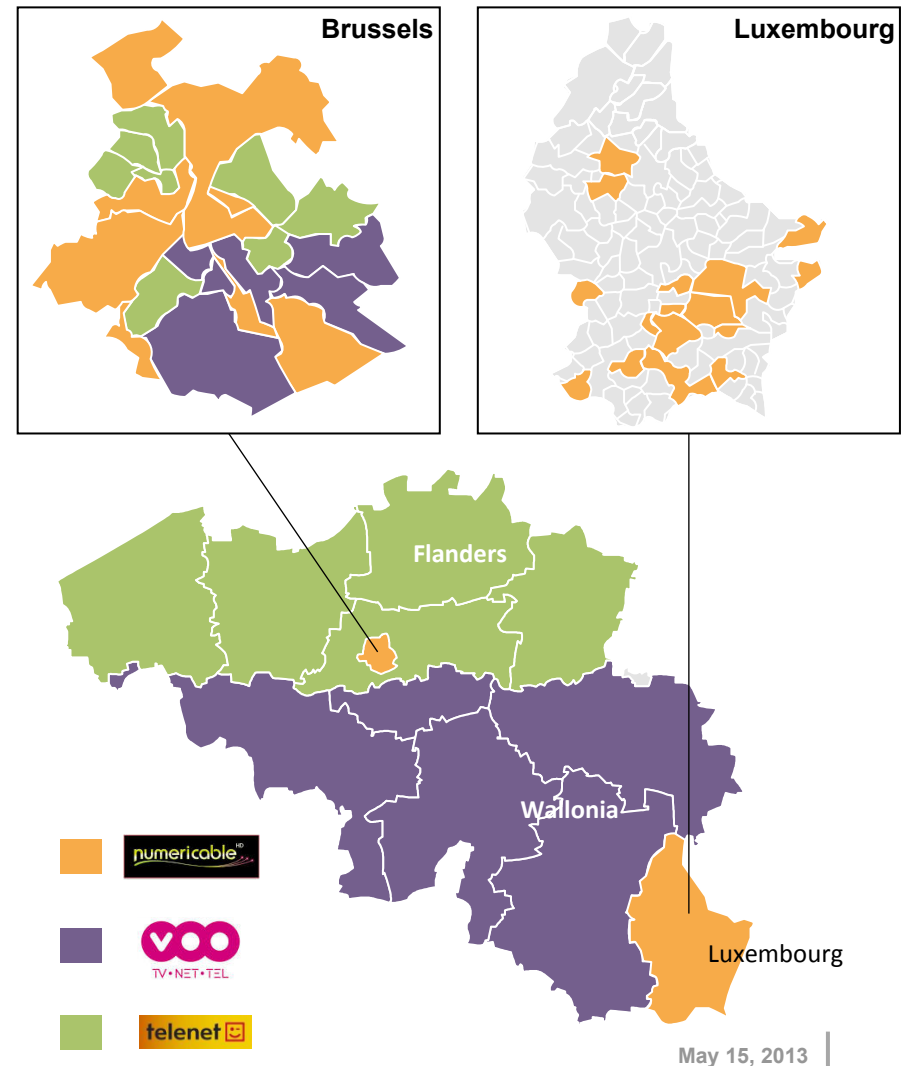 Brussels
Luxembourg
Flanders
Wallonia
numericable HD
VOO
TV•NET•TEL
Luxembourg
telenet
May 15, 2013